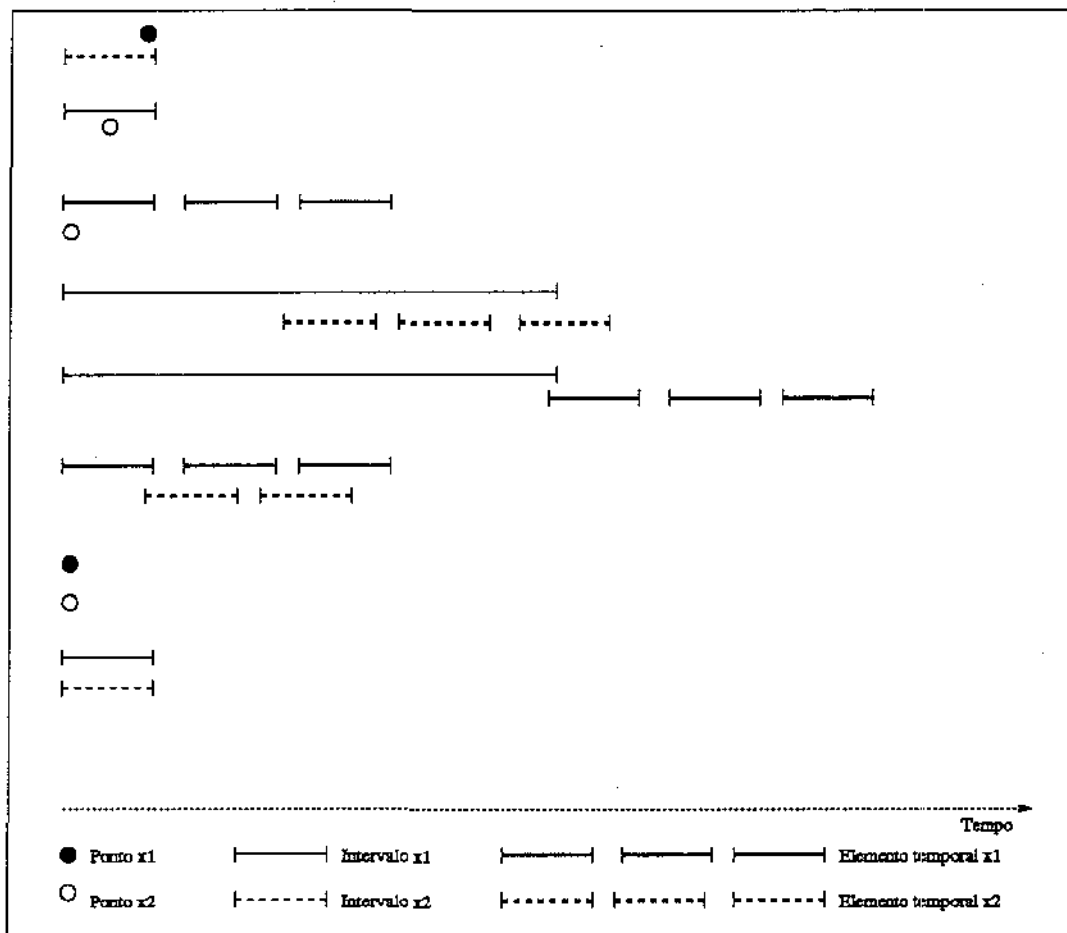 Tempo
Ponto x1
Intervalo x1
Elemento temporal x1
Ponto x2
Intervalo x2
Elemento temporal x2